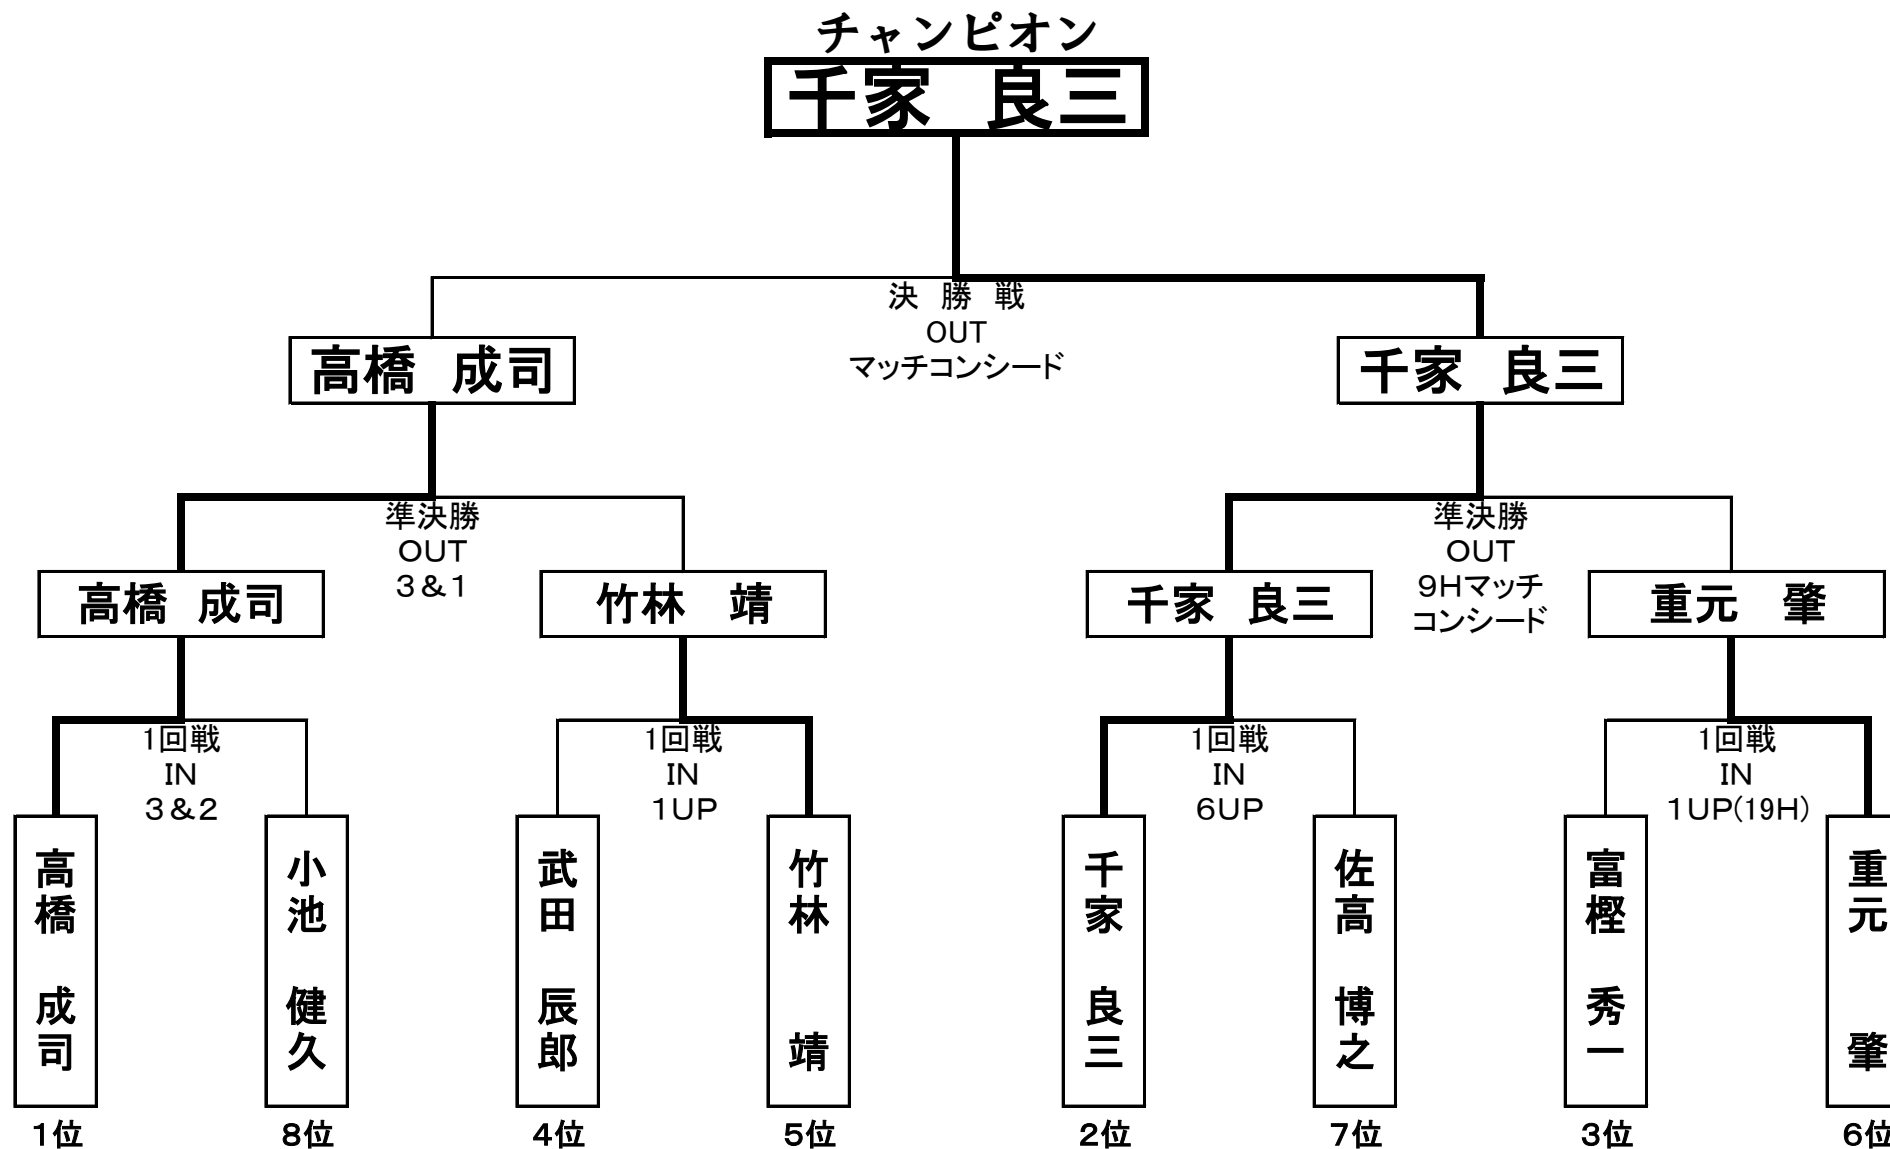 チャンピオン
千家　良三
決　勝　戦
OUT
マッチコンシード
高橋　成司
千家　良三
準決勝
OUT
3&1
準決勝
OUT
9Hマッチ
コンシード
高橋　成司
竹林　靖
千家　良三
重元　肇
1回戦
IN
3&2
1回戦
IN
1UP
1回戦
IN
6UP
1回戦
IN
1UP(19H)
高橋　成司
小池　健久
武田　辰郎
竹林　靖
千家　良三
佐高　博之
富樫　秀一
重元　肇
1位
8位
4位
5位
2位
7位
3位
6位